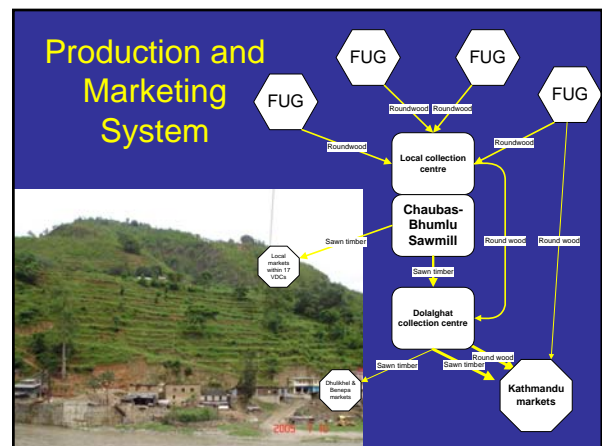 Production and
Marketing
System
FUG
FUG
FUG
FUG
Roundwood
Roundwood
Roundwood
Roundwood
Local collection
centre
Chaubas-
Bhumlu
Sawmill
Sawn timber
Round wood
Round wood
Local
markets
within 17
VDCs
Sawn timber
Dolalghat
collection centre
Round wood
Sawn timber
Sawn timber
Dhulikhel &
Benepa
markets
Kathmandu
markets
2005